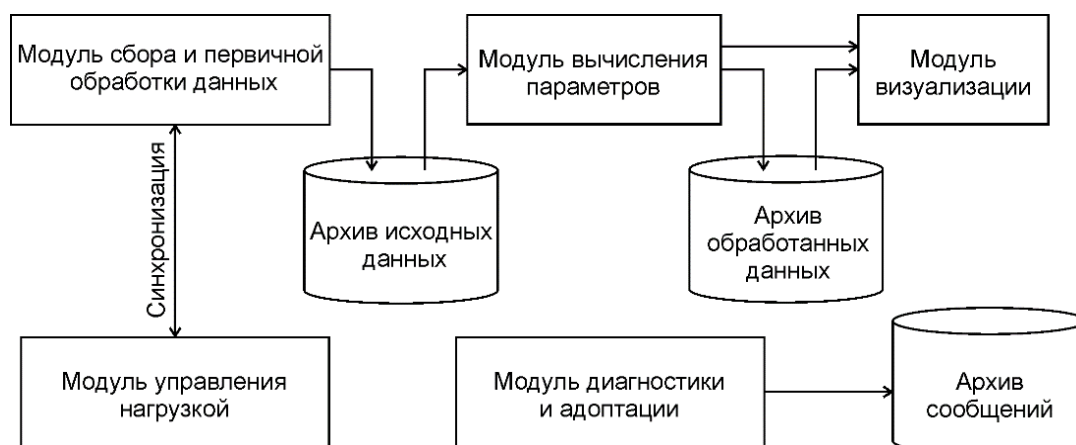 Модуль сбора и первичной
обработки данных
Модуль вычисления
параметров
Модуль
визуализации
Синхронизация
Архив исходных
данных
Архив
обработанных
данных
Модуль управления
нагрузкой
Модуль диагностики
и адоптации
Архив
сообщений